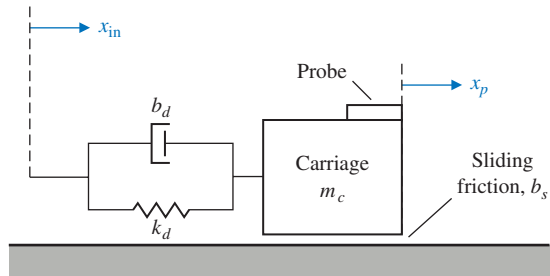 x_in
Probe
x_p
b_d
Carriage
m_c
Sliding
friction, b_s
k_d